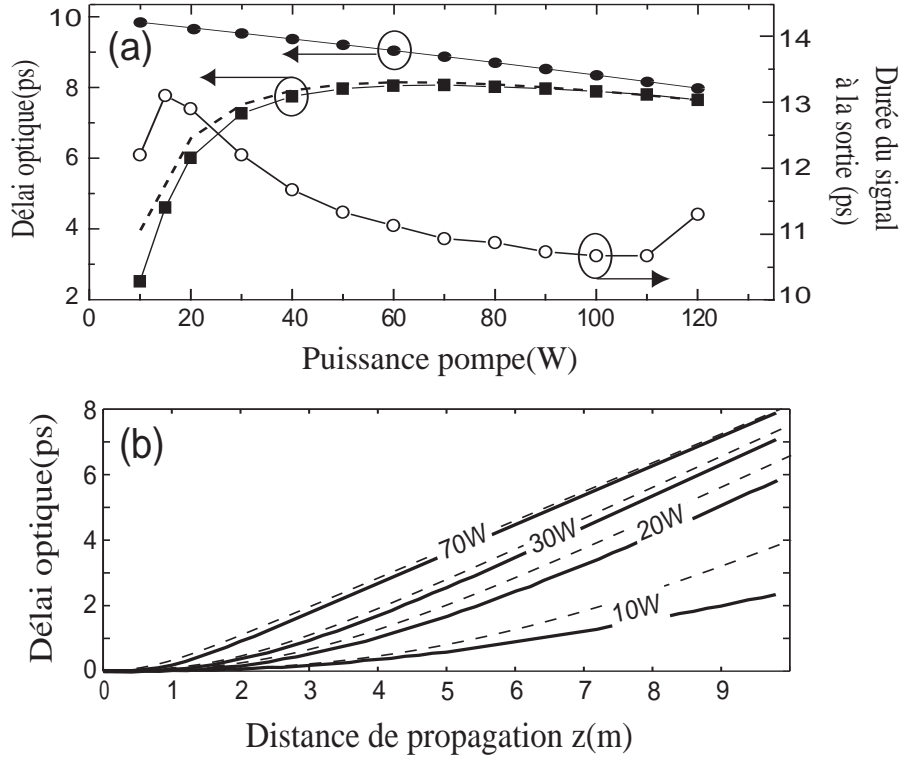 (a)
Délai optique(ps)
10
8
6
4
2
14
13
12
11
10
Durée du signal
à la sortie (ps)
0 20 40 60 80 100 120
Puissance pompe(W)
(b)
Délai optique(ps)
8
6
4
2
0
70W
30W
20W
10W
0 1 2 3 4 5 6 7 8 9
Distance de propagation z(m)